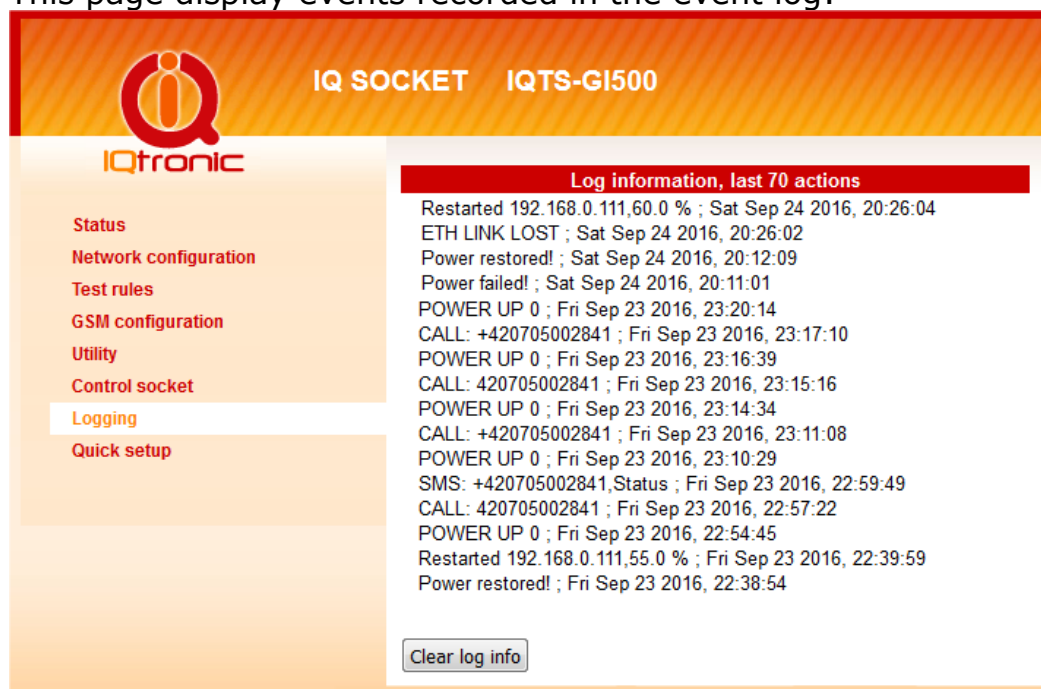 This page display events recorded in the event log.
IQ SOCKET IQTS-GI500
IQtronic
Log information, last 70 actions
Status
Network configuration
Test rules
GSM configuration
Utility
Control socket
Logging
Quick setup
Restarted 192.168.0.111,60.0 % ; Sat Sep 24 2016, 20:26:04
ETH LINK LOST ; Sat Sep 24 2016, 20:26:02
Power restored! ; Sat Sep 24 2016, 20:12:09
Power failed! ; Sat Sep 24 2016, 20:11:01
POWER UP 0 ; Fri Sep 23 2016, 23:20:14
CALL: +420705002841 ; Fri Sep 23 2016, 23:17:10
POWER UP 0 ; Fri Sep 23 2016, 23:16:39
CALL: 420705002841 ; Fri Sep 23 2016, 23:15:16
POWER UP 0 ; Fri Sep 23 2016, 23:14:34
CALL: +420705002841 ; Fri Sep 23 2016, 23:11:08
POWER UP 0 ; Fri Sep 23 2016, 23:10:29
SMS: +420705002841,Status ; Fri Sep 23 2016, 22:59:49
CALL: 420705002841 ; Fri Sep 23 2016, 22:57:22
POWER UP 0 ; Fri Sep 23 2016, 22:54:45
Restarted 192.168.0.111,55.0 % ; Fri Sep 23 2016, 22:39:59
Power restored! ; Fri Sep 23 2016, 22:38:54
Clear log info